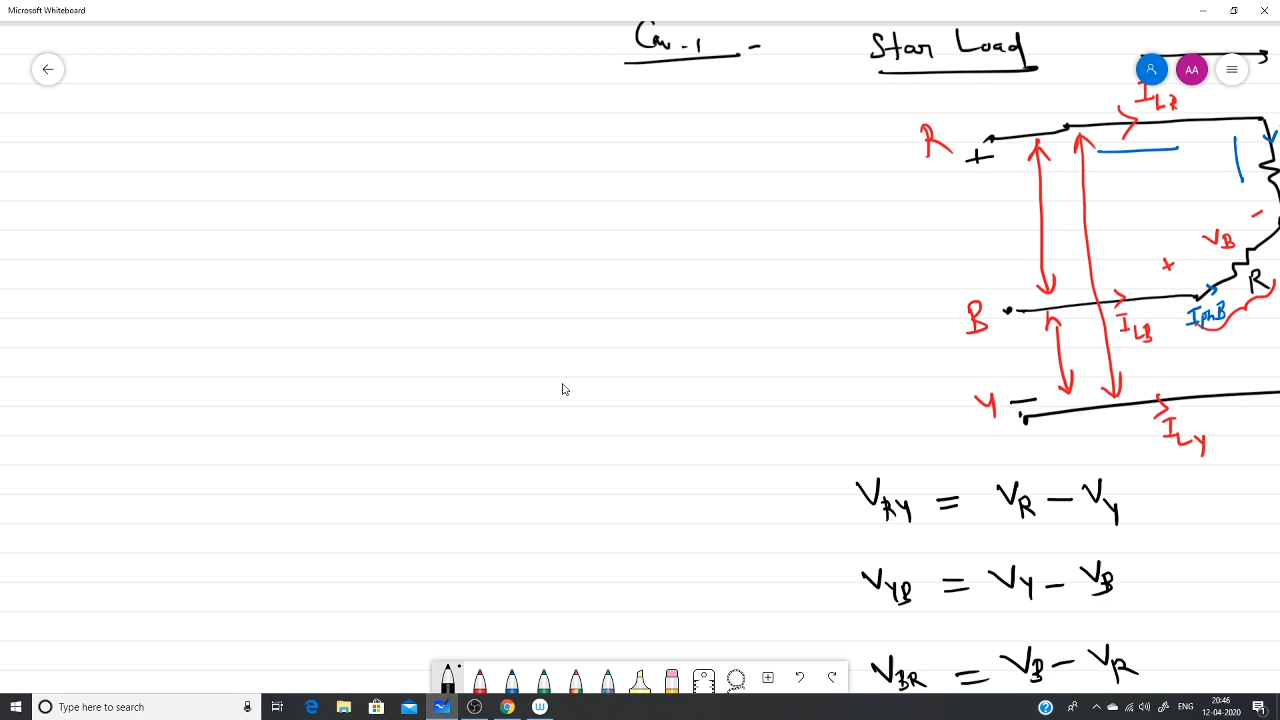 Microsoft Whiteboard
Case-1 - Star Load
AA
I_LR
R
+
-
V_B
+
R
I_phB
B
I_LB
Y
I_LY
V_RY = V_R - V_Y
V_YB = V_Y - V_B
V_BR = V_B - V_R
Type here to search
ENG
20:46
12-04-2020